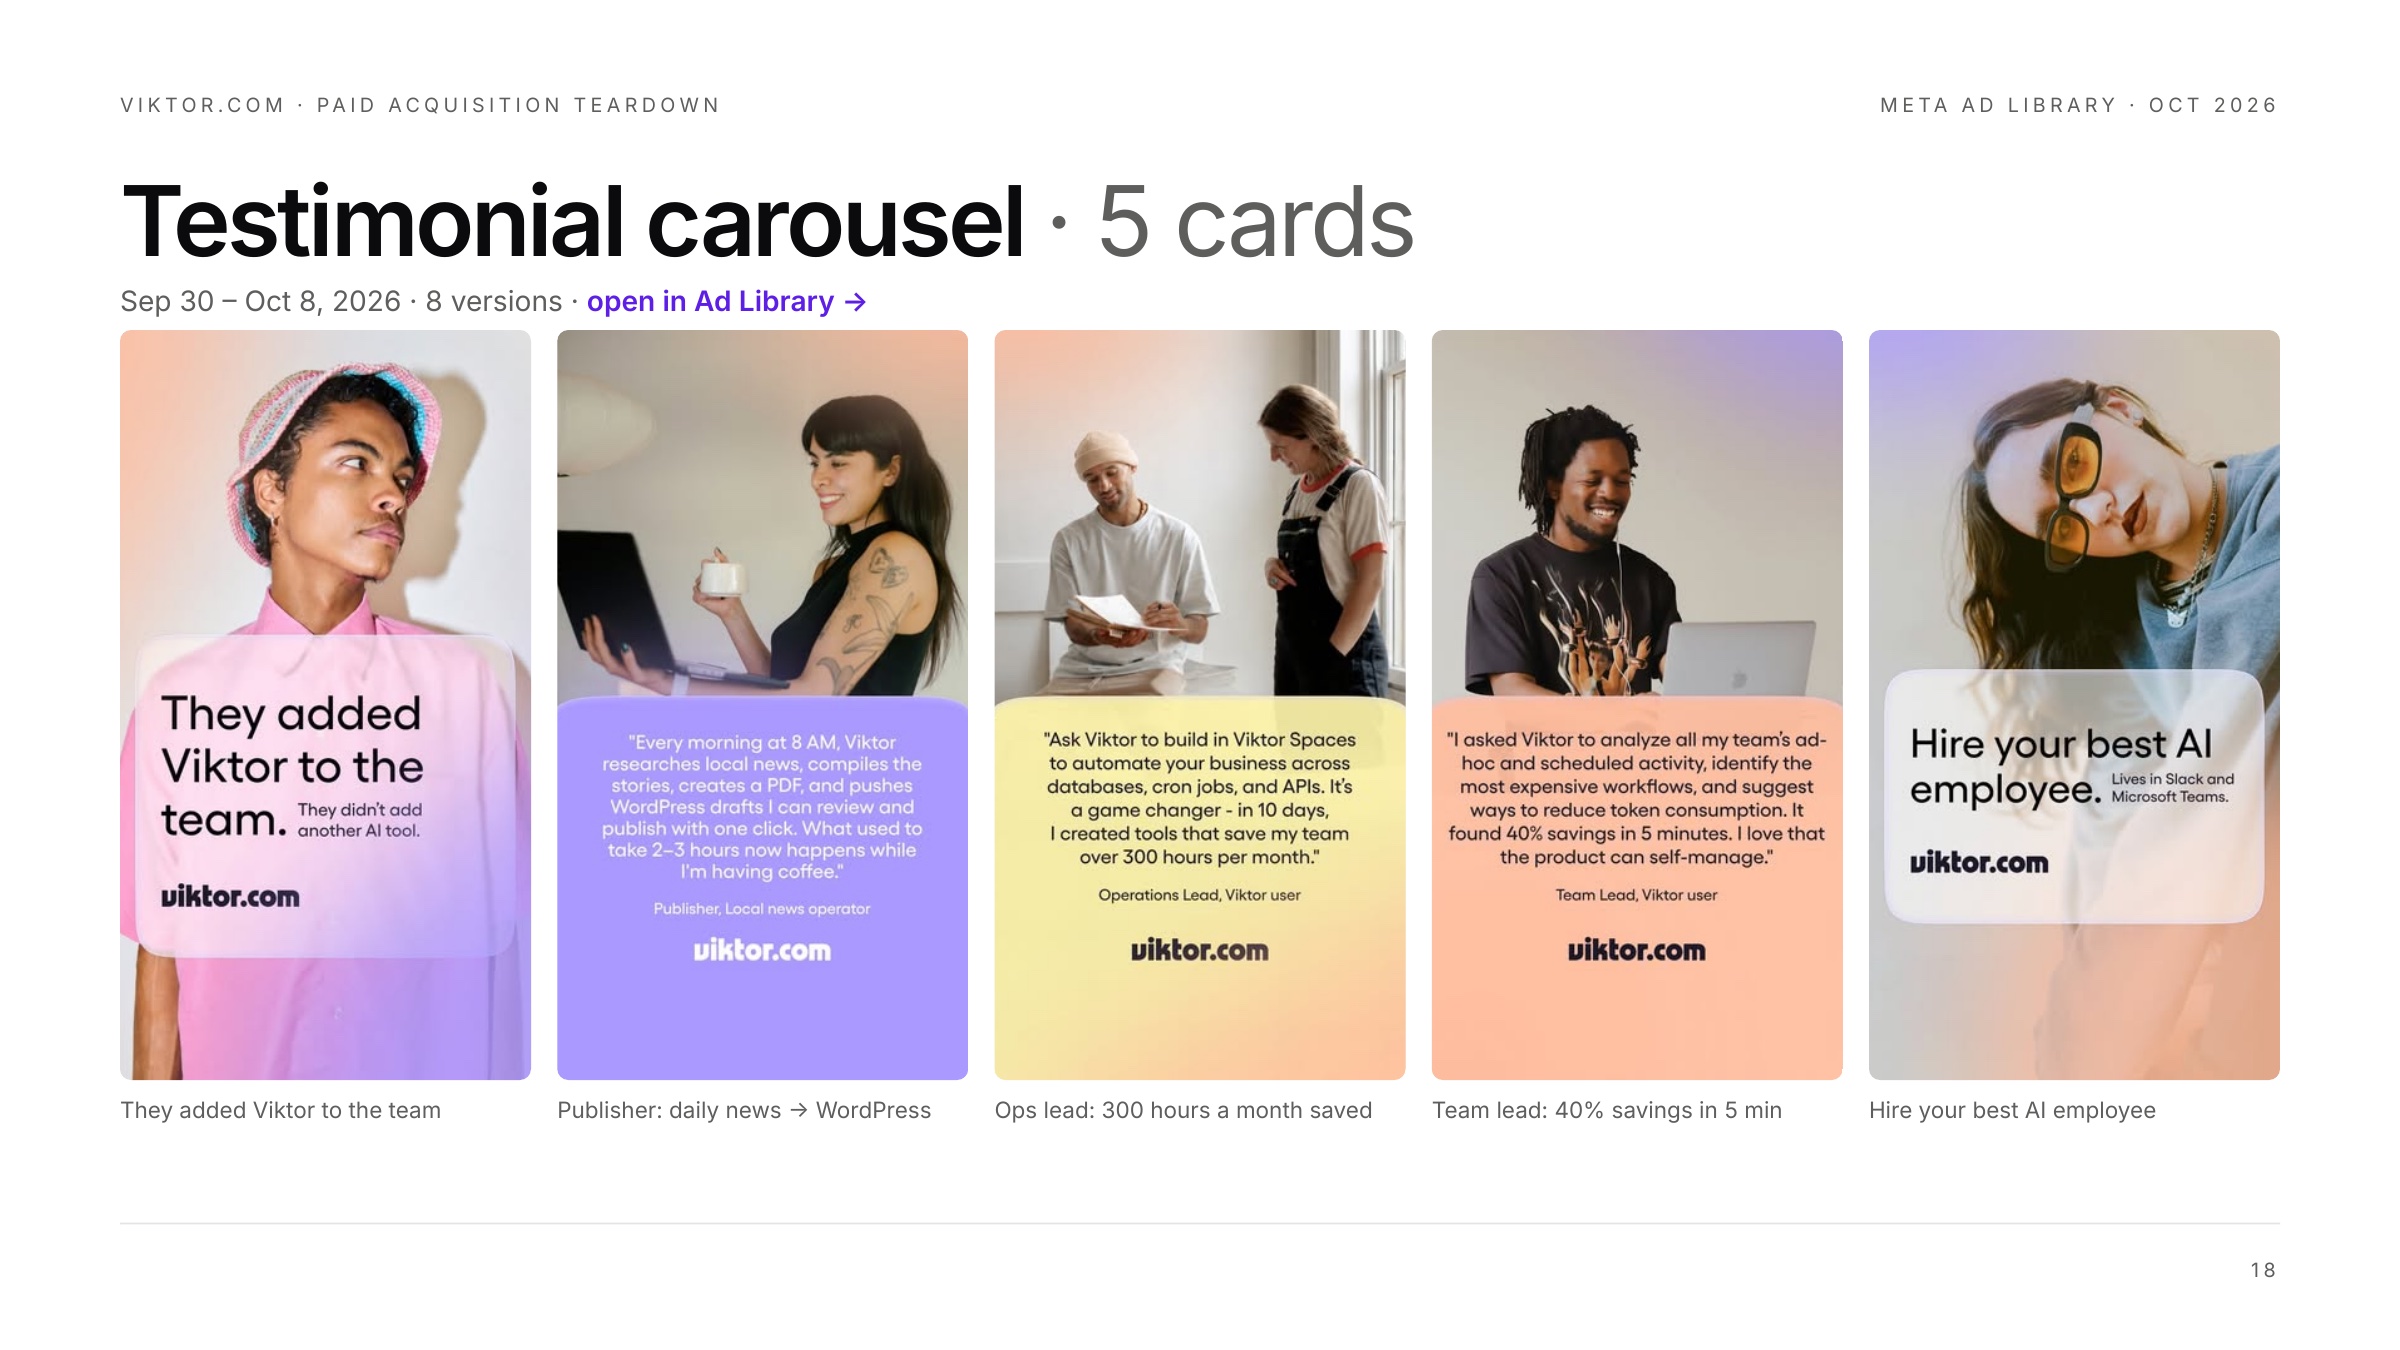 VIKTOR.COM · PAID ACQUISITION TEARDOWN
META AD LIBRARY · OCT 2026
Testimonial carousel · 5 cards
Sep 30 – Oct 8, 2026 · 8 versions · open in Ad Library →
They added
Viktor to the
team.
They didn't add
another AI tool.
viktor.com
"Every morning at 8 AM, Viktor
researches local news, compiles the
stories, creates a PDF, and pushes
WordPress drafts I can review and
publish with one click. What used to
take 2–3 hours now happens while
I'm having coffee."
Publisher, Local news operator
viktor.com
"Ask Viktor to build in Viktor Spaces
to automate your business across
databases, cron jobs, and APIs. It's
a game changer - in 10 days,
I created tools that save my team
over 300 hours per month."
Operations Lead, Viktor user
viktor.com
"I asked Viktor to analyze all my team's ad-
hoc and scheduled activity, identify the
most expensive workflows, and suggest
ways to reduce token consumption. It
found 40% savings in 5 minutes. I love that
the product can self-manage."
Team Lead, Viktor user
viktor.com
Hire your best AI
employee.
Lives in Slack and
Microsoft Teams.
viktor.com
They added Viktor to the team
Publisher: daily news → WordPress
Ops lead: 300 hours a month saved
Team lead: 40% savings in 5 min
Hire your best AI employee
18